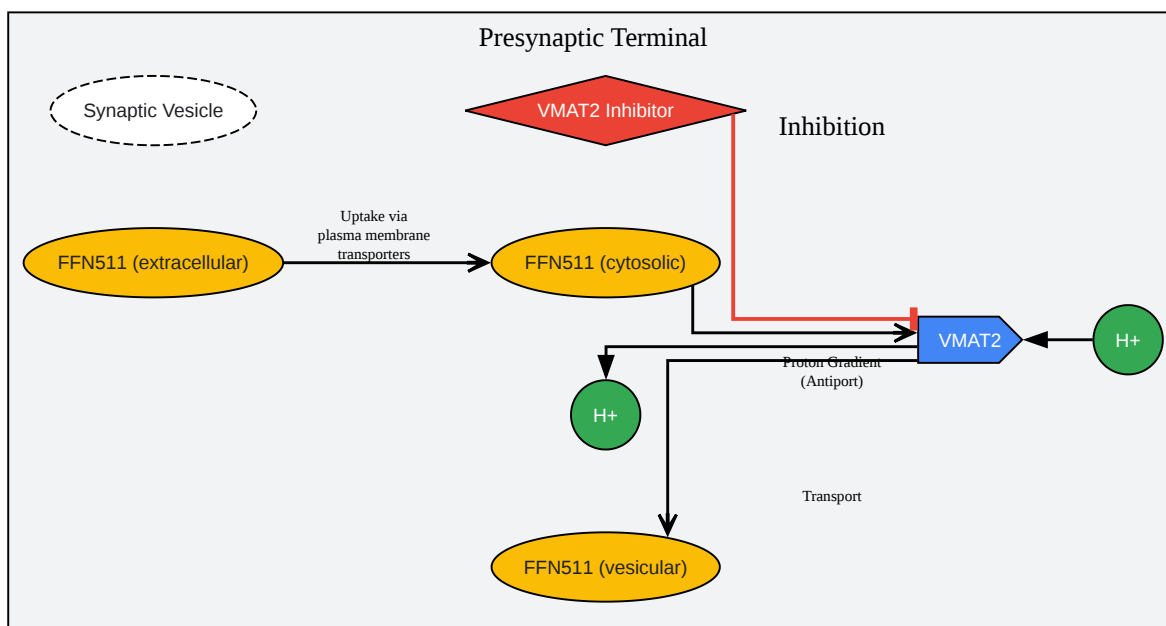 Presynaptic Terminal
Synaptic Vesicle
VMAT2 Inhibitor
Inhibition
Uptake via
plasma membrane
transporters
FFN511 (extracellular)
FFN511 (cytosolic)
VMAT2
H+
Proton Gradient
(Antiport)
H+
Transport
FFN511 (vesicular)